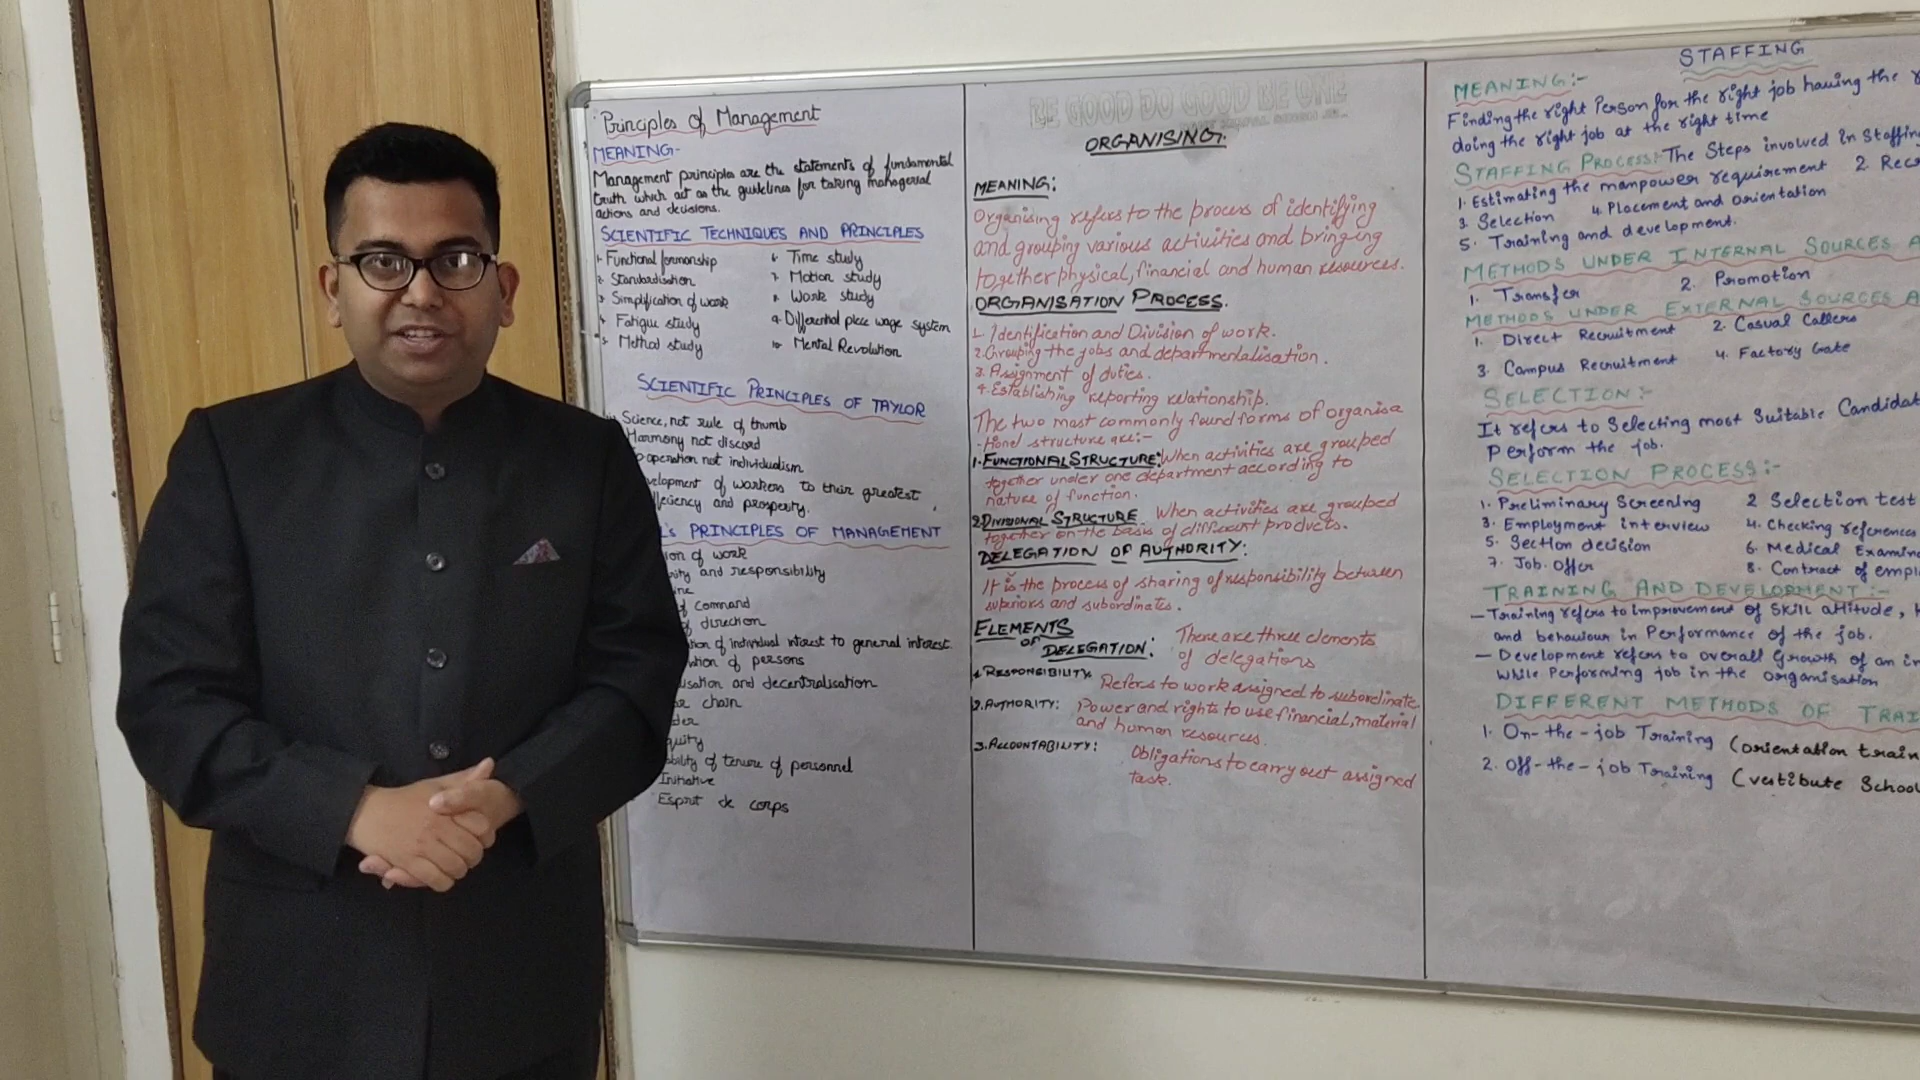 Principles of Management
MEANING-
Management principles are the statements of fundamental
truth which act as the guidelines for taking managerial
actions and decisions.
SCIENTIFIC TECHNIQUES AND PRINCIPLES
1. Functional formonship
2. Standardisation
3. Simplification of work
4. Fatigue study
5. Method study
6. Time study
7. Motion study
8. Work study
9. Differential piece wage system
10. Mental Revolution
SCIENTIFIC PRINCIPLES OF TAYLOR
Science, not rule of thumb
Harmony not discord
operation not individualism
velopment of workers to their greatest
fficiency and prosperity.
L's PRINCIPLES OF MANAGEMENT
ion of work
rity and responsibility
ine
f command
f direction
tion of individual interest to general interest
ation of persons
lisation and decentralisation
ar chain
der
quity
ability of tenure of personnel
Initiative
Esprit de corps
BE GOOD DO GOOD BE ONE
ORGANISING:
MEANING:
Organising refers to the process of identifying
and grouping various activities and bringing
together physical, financial and human resources.
ORGANISATION PROCESS.
1. Identification and Division of work.
2. Grouping the jobs and departmentalisation.
3. Assignment of duties.
4. Establishing reporting relationship.
The two most commonly found forms of organisa
-tional structure are:-
1. FUNCTIONAL STRUCTURE: When activities are grouped
together under one department according to
nature of function.
2. DIVISIONAL STRUCTURE When activities are grouped
together on the basis of different products.
DELEGATION OF AUTHORITY:
It is the process of sharing of responsibility between
superiors and subordinates.
ELEMENTS
OF
DELEGATION: There are three elements
of delegations
1. RESPONSIBILITY. Refers to work assigned to subordinate
2. AUTHORITY: Power and rights to use financial, material
and human resources.
3. ACCOUNTABILITY: Obligations to carry out assigned
task.
STAFFING
MEANING:-
Finding the right Person for the right job having the
doing the right job at the right time
STAFFING PROCESS:- The Steps involved in Staffing
1. Estimating the manpower requirement 2. Recr
3. Selection 4. Placement and orientation
5. Training and development.
METHODS UNDER INTERNAL SOURCES A
1. Transfer 2. Promotion
METHODS UNDER EXTERNAL SOURCES A
1. Direct Recruitment 2. Casual Callers
3. Campus Recruitment 4. Factory Gate
SELECTION:-
It refers to Selecting most Suitable Candidat
Perform the job.
SELECTION PROCESS:-
1. Preliminary Screening 2 Selection test
3. Employment interview 4. Checking references
5. Section decision 6. Medical Examin
7. Job. Offer 8. Contract of empl
TRAINING AND DEVELOPMENT:-
- Training refers to improvement of skill attitude,
and behaviour in Performance of the job.
- Development refers to overall Growth of an in
while Performing job in the organisation
DIFFERENT METHODS OF TRAI
1. On-the-job Training (orientation train
2. Off-the-job Training (vestibute School